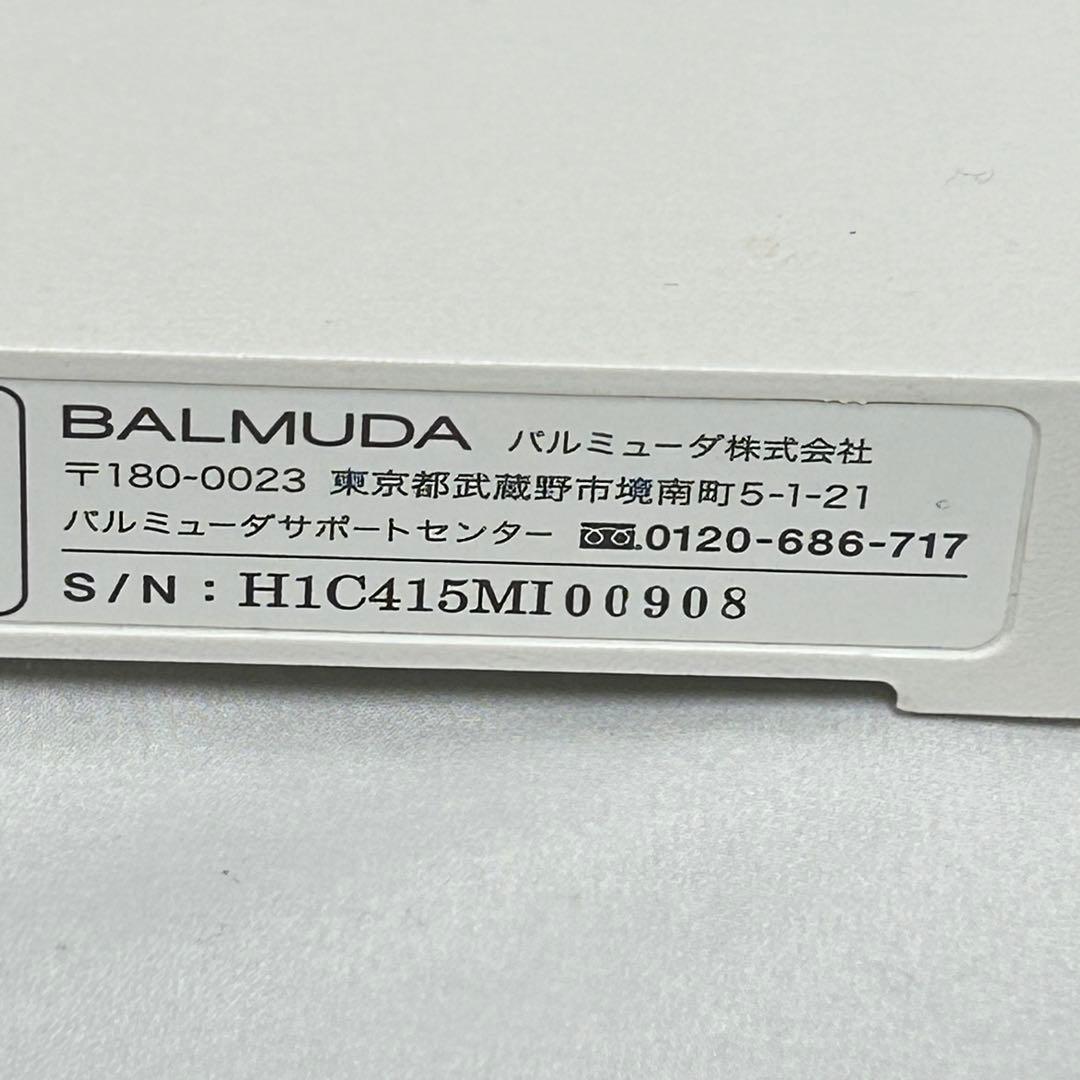 BALMUDA バルミューダ株式会社
〒180-0023 東京都武蔵野市境南町5-1-21
バルミューダサポートセンター 0120-686-717
S/N : H1C415MI00908